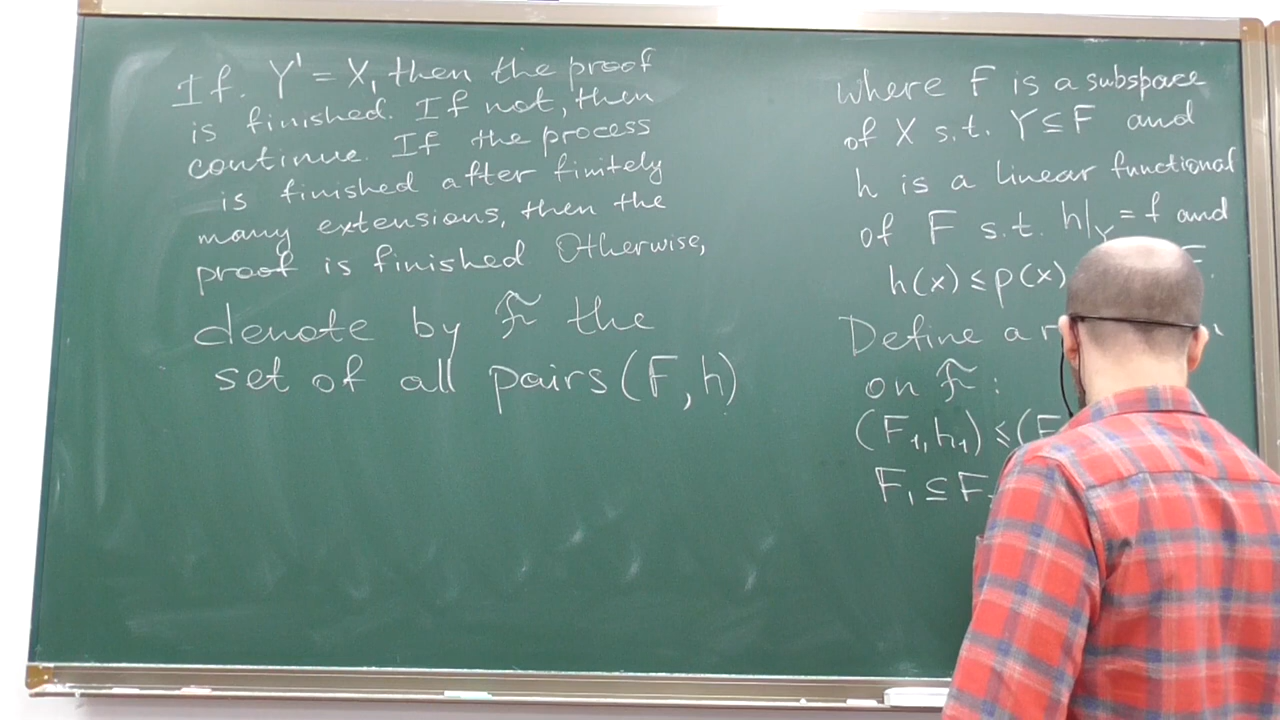 If. Y' = X, then the proof
is finished. If not, then
continue. If the process
is finished after finitely
many extensions, then the
proof is finished Otherwise,
denote by F̃ the
set of all pairs (F, h)
where F is a subspace
of X s.t. Y ⊆ F and
h is a linear functional
of F s.t. h|_Y = f and
h(x) ≤ p(x)
Define a
on F̃ :
(F₁, h₁) ≤ (F
F₁ ⊆ F